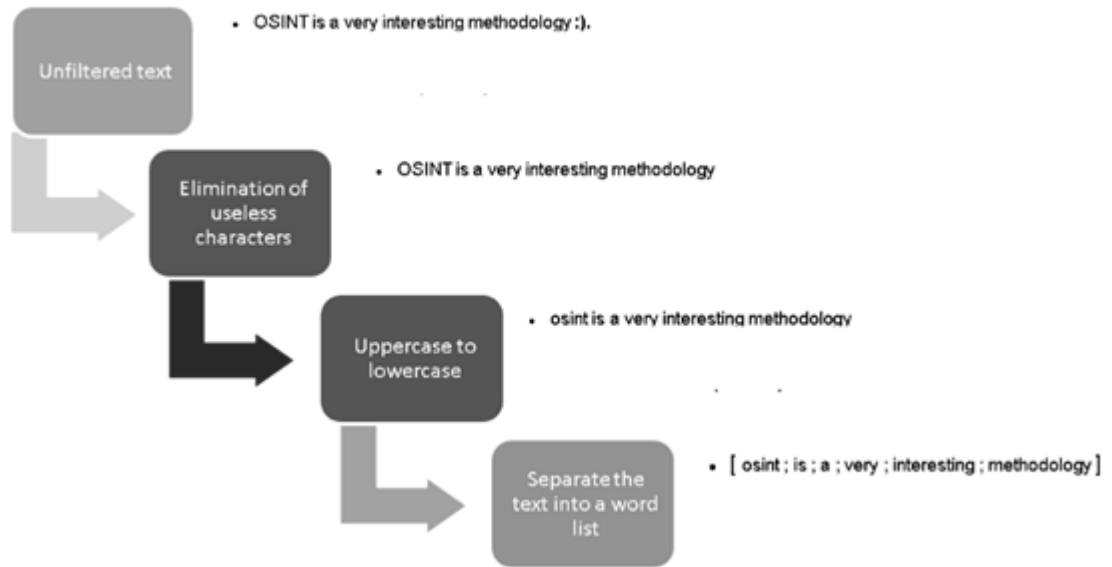 • OSINT is a very interesting methodology :).
Unfiltered text
• OSINT is a very interesting methodology
Elimination of
useless
characters
• osint is a very interesting methodology
Uppercase to
lowercase
• [ osint ; is ; a ; very ; interesting ; methodology ]
Separate the
text into a word
list